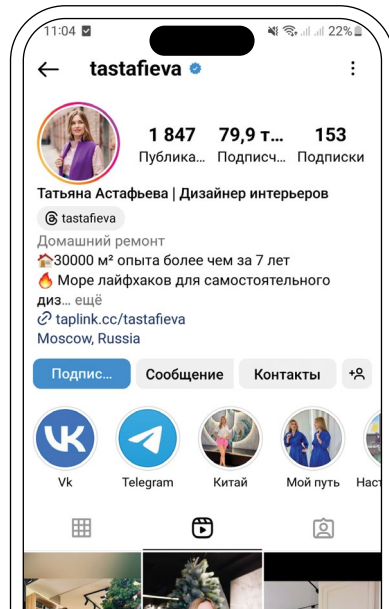 11:04 22%
tastafieva
1 847 79,9 т... 153
Публика... Подписч... Подписки
Татьяна Астафьева | Дизайнер интерьеров
tastafieva
Домашний ремонт
🏠30000 м² опыта более чем за 7 лет
🔥 Море лайфхаков для самостоятельного
диз... ещё
taplink.cc/tastafieva
Moscow, Russia
Подпис... Сообщение Контакты
Vk Telegram Китай Мой путь Наст